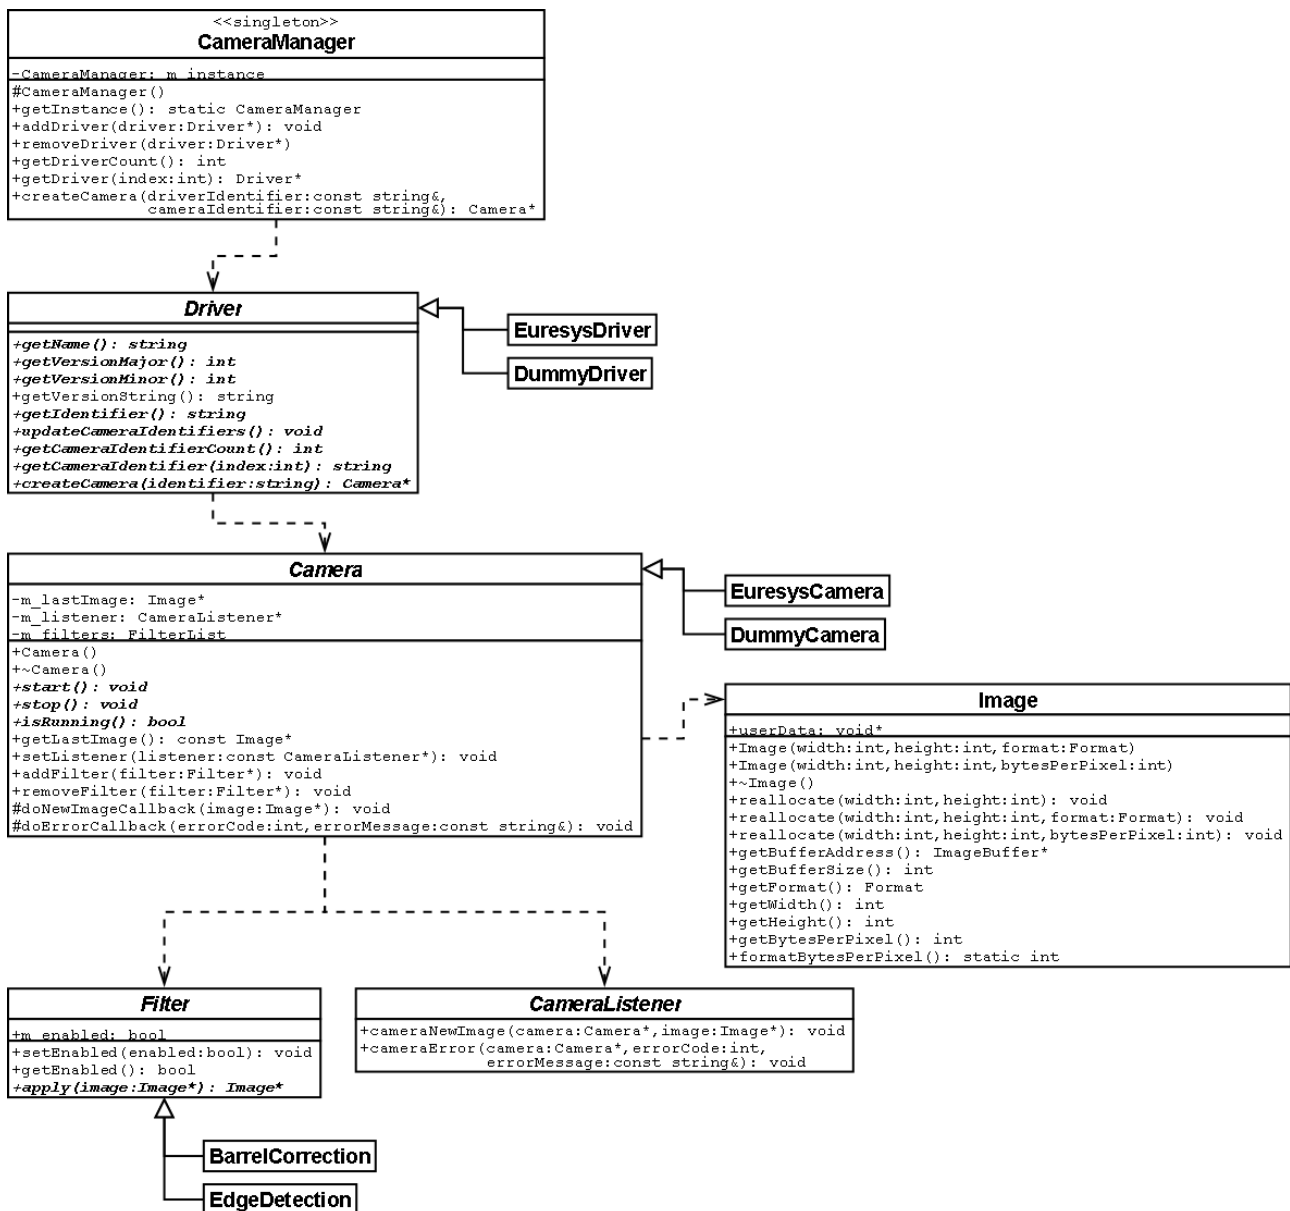 <<singleton>>
CameraManager
-CameraManager: m_instance
#CameraManager()
+getInstance(): static CameraManager
+addDriver(driver:Driver*): void
+removeDriver(driver:Driver*)
+getDriverCount(): int
+getDriver(index:int): Driver*
+createCamera(driverIdentifier:const string&,
cameraIdentifier:const string&): Camera*
Driver
+getName(): string
+getVersionMajor(): int
+getVersionMinor(): int
+getVersionString(): string
+getIdentifier(): string
+updateCameraIdentifiers(): void
+getCameraIdentifierCount(): int
+getCameraIdentifier(index:int): string
+createCamera(identifier:string): Camera*
EuresysDriver
DummyDriver
Camera
-m_lastImage: Image*
-m_listener: CameraListener*
-m_filters: FilterList
+Camera()
+~Camera()
+start(): void
+stop(): void
+isRunning(): bool
+getLastImage(): const Image*
+setListener(listener:const CameraListener*): void
+addFilter(filter:Filter*): void
+removeFilter(filter:Filter*): void
#doNewImageCallback(image:Image*): void
#doErrorCallback(errorCode:int,errorMessage:const string&): void
EuresysCamera
DummyCamera
Image
+userData: void*
+Image(width:int,height:int,format:Format)
+Image(width:int,height:int,bytesPerPixel:int)
+~Image()
+reallocate(width:int,height:int): void
+reallocate(width:int,height:int,format:Format): void
+reallocate(width:int,height:int,bytesPerPixel:int): void
+getBufferAddress(): ImageBuffer*
+getBufferSize(): int
+getFormat(): Format
+getWidth(): int
+getHeight(): int
+getBytesPerPixel(): int
+formatBytesPerPixel(): static int
Filter
+m_enabled: bool
+setEnabled(enabled:bool): void
+getEnabled(): bool
+apply(image:Image*): Image*
CameraListener
+cameraNewImage(camera:Camera*,image:Image*): void
+cameraError(camera:Camera*,errorCode:int,
errorMessage:const string&): void
BarrelCorrection
EdgeDetection